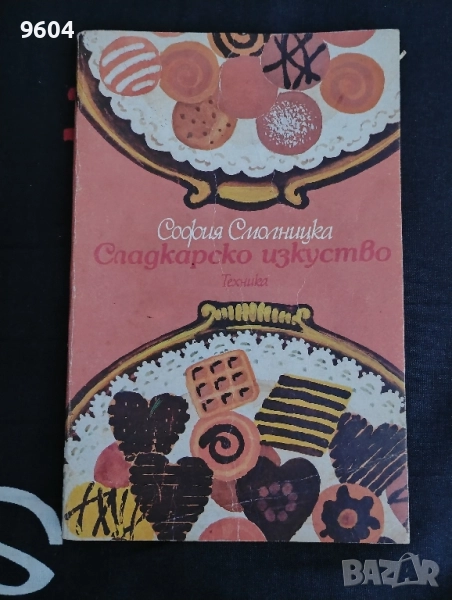 9604
София Смолницка
Сладкарско изкуство
Техника
S
BAZAR